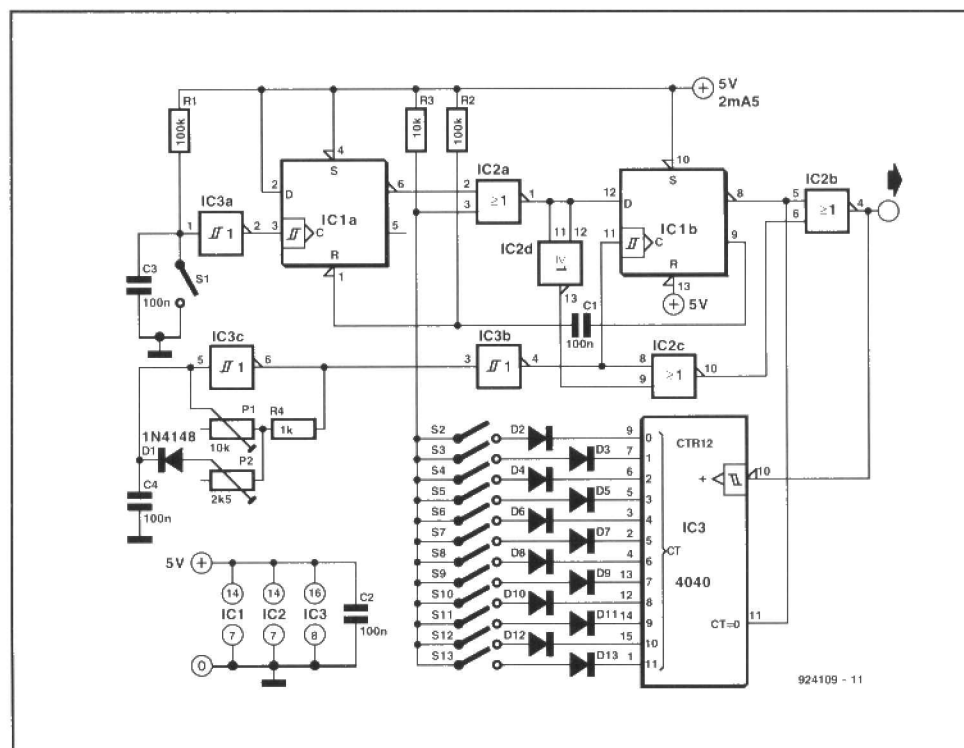 5V
2mA5
R1
100k
R3
10k
R2
100k
4
S
2
D
6
IC1a
5
IC3a
1
1
2
3
C
R
1
C3
100n
S1
IC2a
2
3
≥1
1
11
12
IC2d
≥1
13
10
S
12
D
8
IC1b
11
C
9
R
13
5V
C1
100n
IC2b
5
6
≥1
4
IC3c
5
1
6
P1
10k
R4
1k
1N4148
D1
P2
2k5
C4
100n
IC3b
3
1
4
IC2c
8
9
≥1
10
S2
D2
9
0
CTR12
S3
D3
7
1
S4
D4
6
2
+
10
S5
D5
5
3
S6
D6
3
4
IC3
S7
D7
2
5
CT
S8
D8
4
6
4040
S9
D9
13
7
S10
D10
12
8
S11
D11
14
9
CT=0
11
S12
D12
15
10
S13
D13
1
11
5V
+
14
14
16
IC1
IC2
IC3
7
7
8
0
C2
100n
924109 - 11